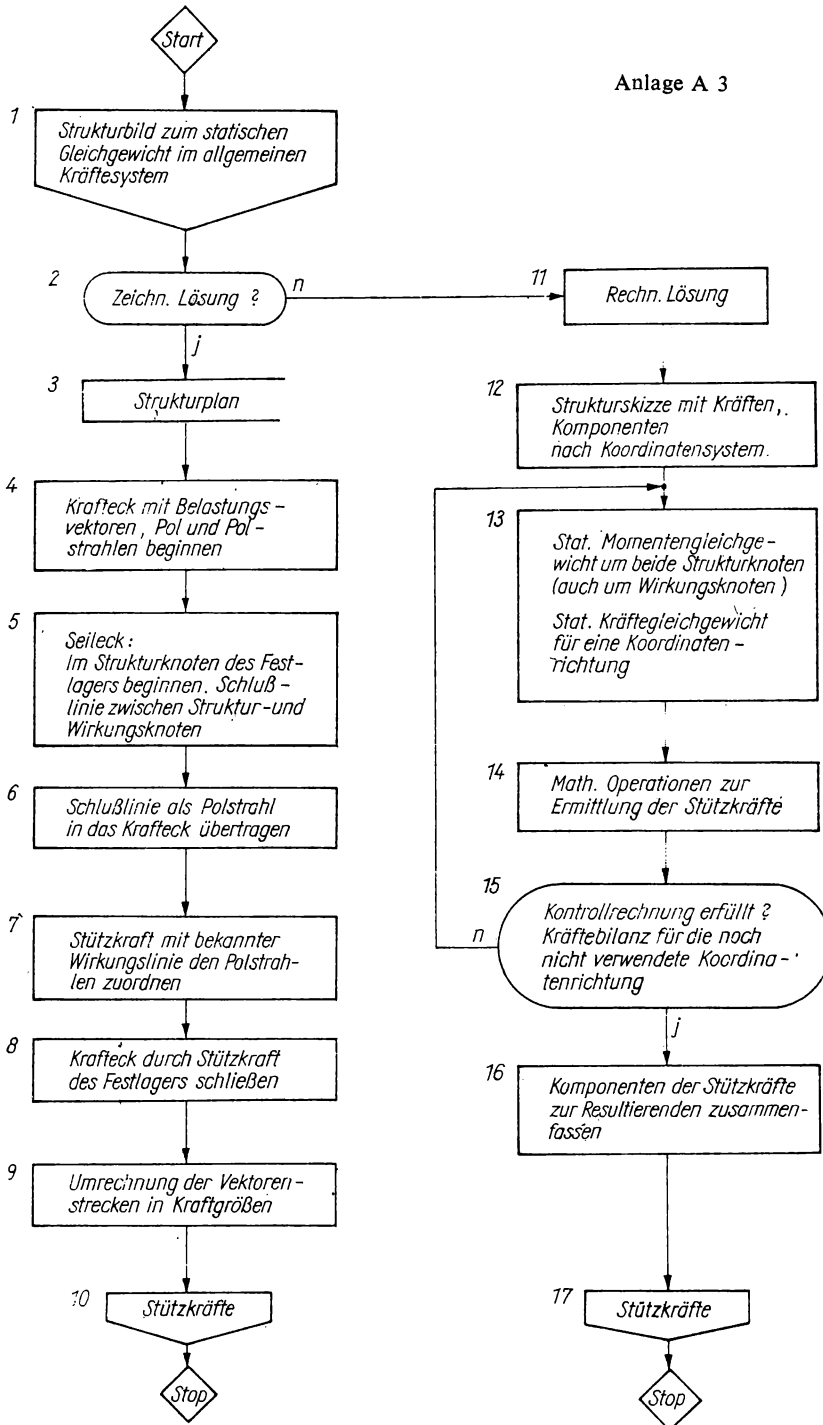 Start
Anlage A 3
1
Strukturbild zum statischen
Gleichgewicht im allgemeinen
Kräftesystem
2
Zeichn. Lösung ?
n
j
3
Strukturplan
4
Krafteck mit Belastungs-
vektoren, Pol und Pol-
strahlen beginnen
5
Seileck:
Im Strukturknoten des Fest-
lagers beginnen. Schluß-
linie zwischen Struktur-und
Wirkungsknoten
6
Schlußlinie als Polstrahl
in das Krafteck übertragen
7
Stützkraft mit bekannter
Wirkungslinie den Polstrah-
len zuordnen
8
Krafteck durch Stützkraft
des Festlagers schließen
9
Umrechnung der Vektoren-
strecken in Kraftgrößen
10
Stützkräfte
Stop
11
Rechn. Lösung
12
Strukturskizze mit Kräften,
Komponenten
nach Koordinatensystem.
13
Stat. Momentengleichge-
wicht um beide Strukturknoten
(auch um Wirkungsknoten)
Stat. Kräftegleichgewicht
für eine Koordinaten-
richtung
14
Math. Operationen zur
Ermittlung der Stützkräfte
15
Kontrollrechnung erfüllt ?
Kräftebilanz für die noch
nicht verwendete Koordina-
tenrichtung
n
j
16
Komponenten der Stützkräfte
zur Resultierenden zusammen-
fassen
17
Stützkräfte
Stop